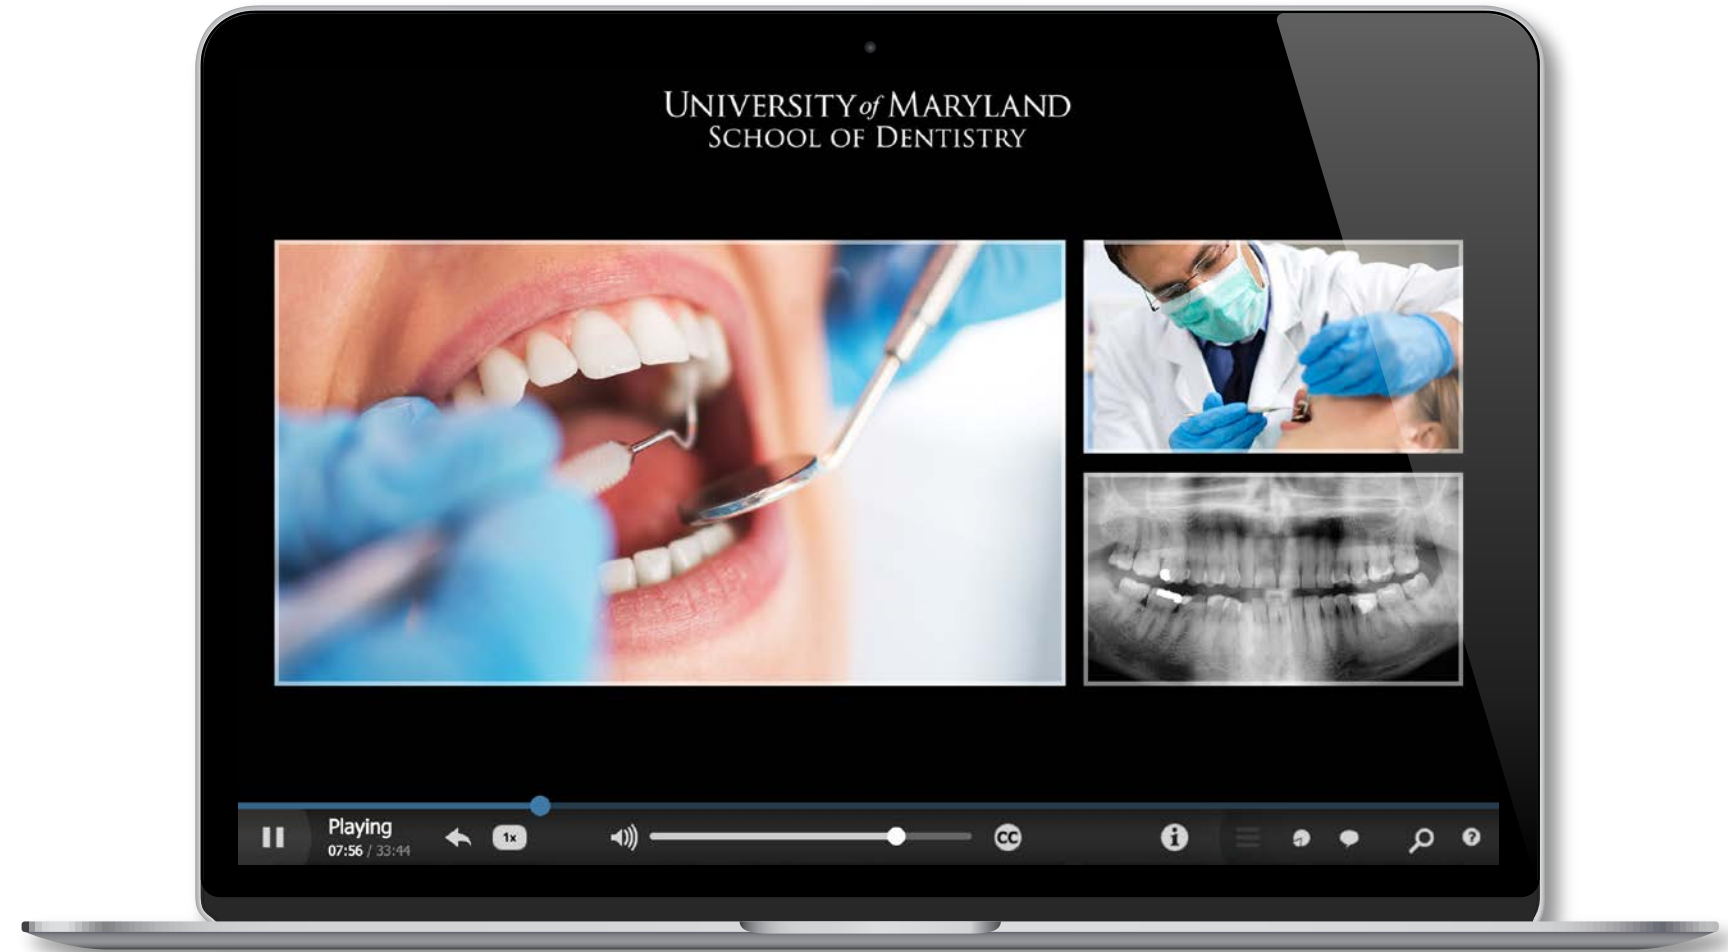 UNIVERSITY of MARYLAND
SCHOOL OF DENTISTRY
Playing
07:56 / 33:44
1x
CC
i
?